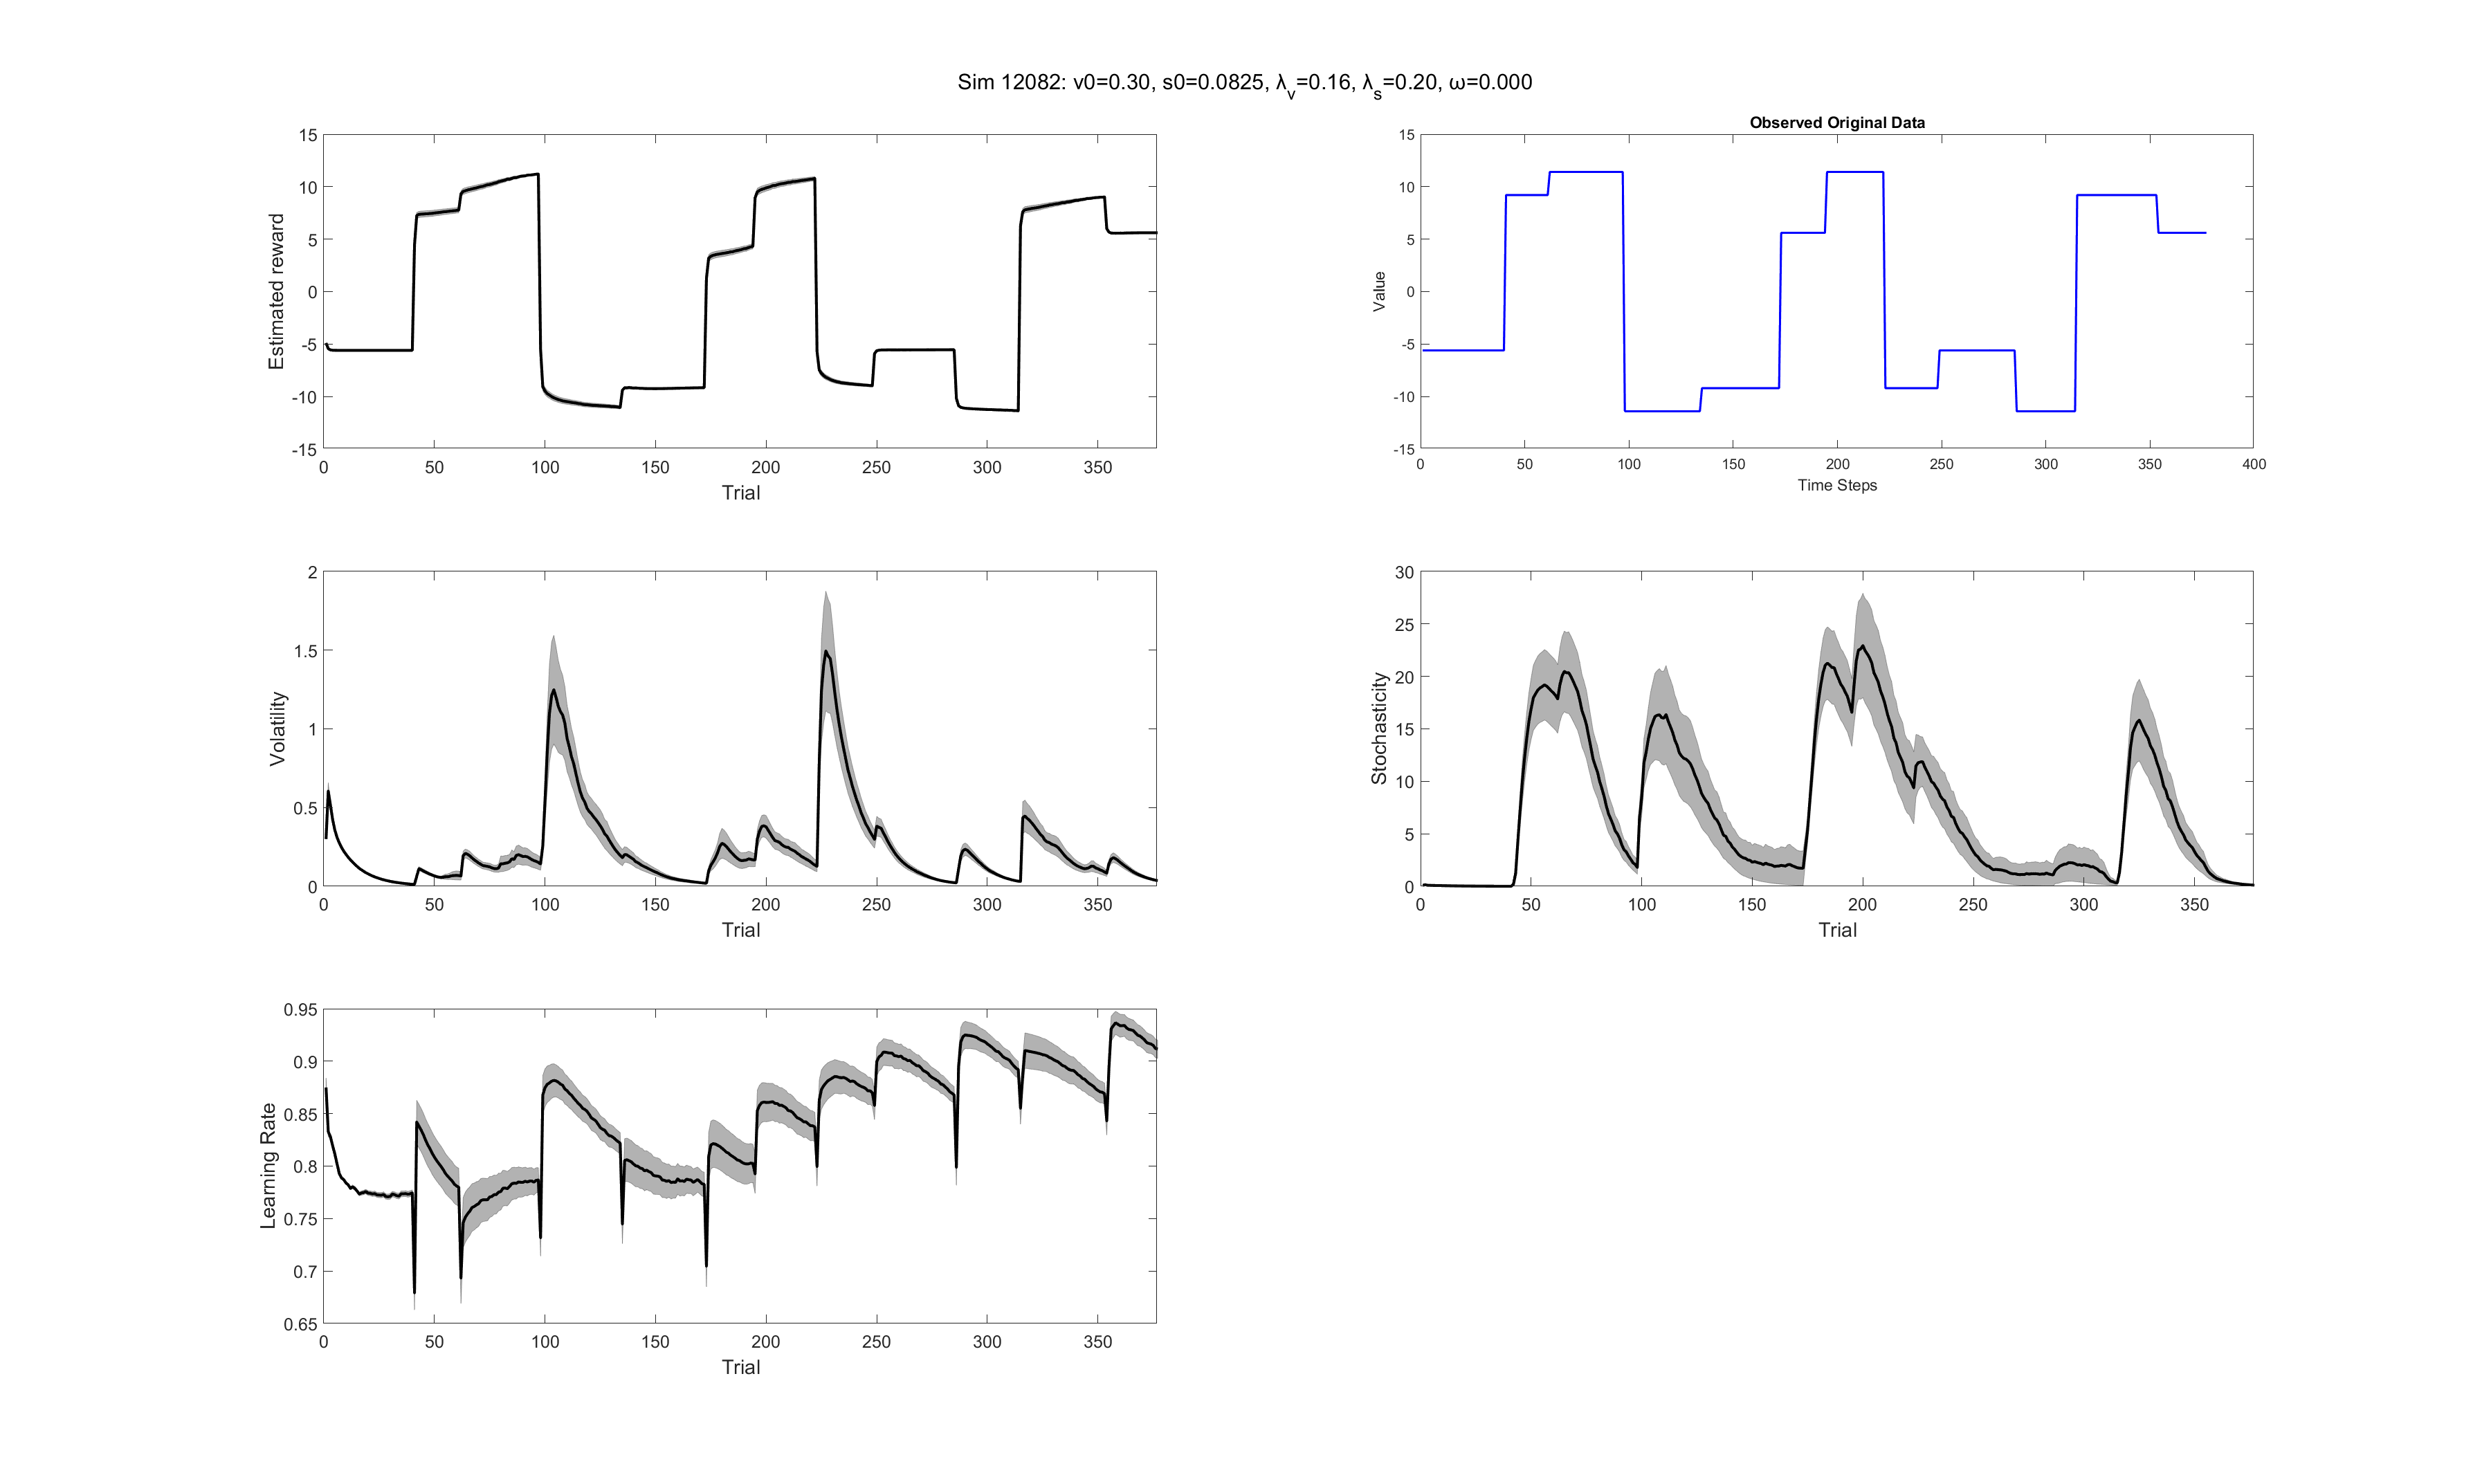 Sim 12082: v0=0.30, s0=0.0825, λv=0.16, λs=0.20, ω=0.000
15
10
5
0
-5
-10
-15
Estimated reward
0 50 100 150 200 250 300 350
Trial
Observed Original Data
15
10
5
0
-5
-10
-15
Value
0 50 100 150 200 250 300 350 400
Time Steps
2
1.5
1
0.5
0
Volatility
0 50 100 150 200 250 300 350
Trial
30
25
20
15
10
5
0
Stochasticity
0 50 100 150 200 250 300 350
Trial
0.95
0.9
0.85
0.8
0.75
0.7
0.65
Learning Rate
0 50 100 150 200 250 300 350
Trial